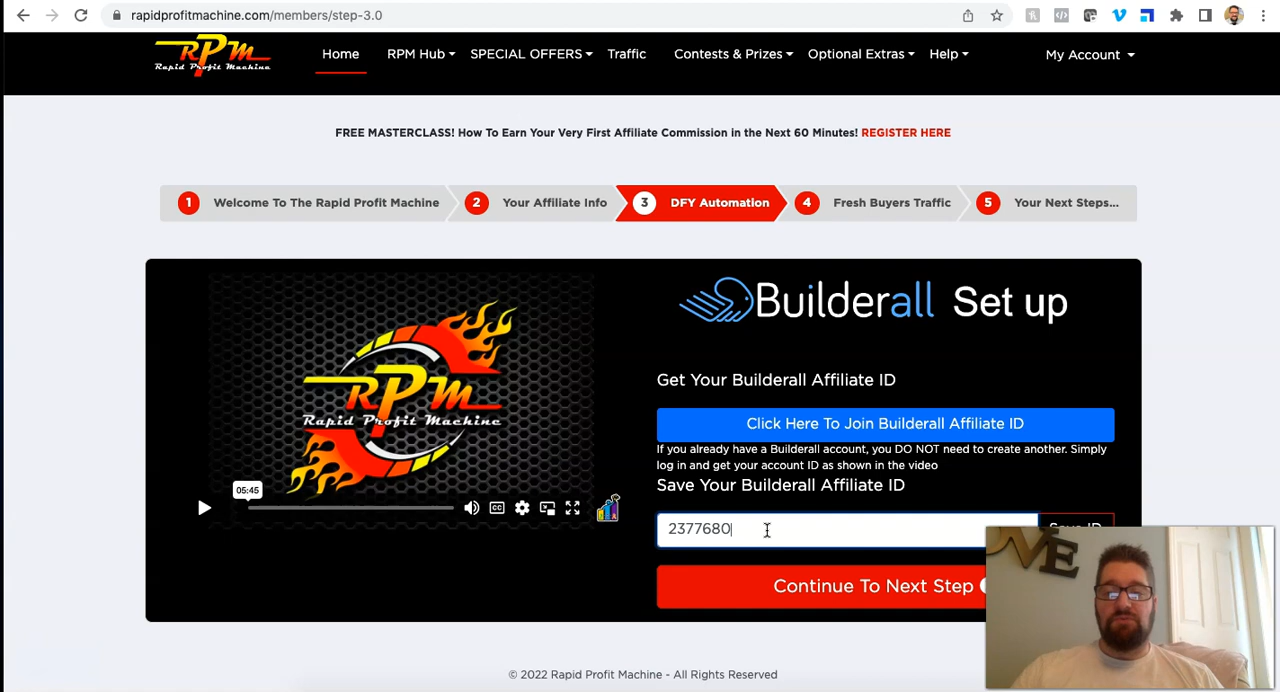 rapidprofitmachine.com/members/step-3.0
RPM
Rapid Profit Machine
Home
RPM Hub
SPECIAL OFFERS
Traffic
Contests & Prizes
Optional Extras
Help
My Account
FREE MASTERCLASS! How To Earn Your Very First Affiliate Commission in the Next 60 Minutes! REGISTER HERE
1 Welcome To The Rapid Profit Machine
2 Your Affiliate Info
3 DFY Automation
4 Fresh Buyers Traffic
5 Your Next Steps...
RPM
Rapid Profit Machine
05:45
CC
Builderall Set up
Get Your Builderall Affiliate ID
Click Here To Join Builderall Affiliate ID
If you already have a Builderall account, you DO NOT need to create another. Simply
log in and get your account ID as shown in the video
Save Your Builderall Affiliate ID
2377680
Save ID
Continue To Next Step
OVE
© 2022 Rapid Profit Machine - All Rights Reserved